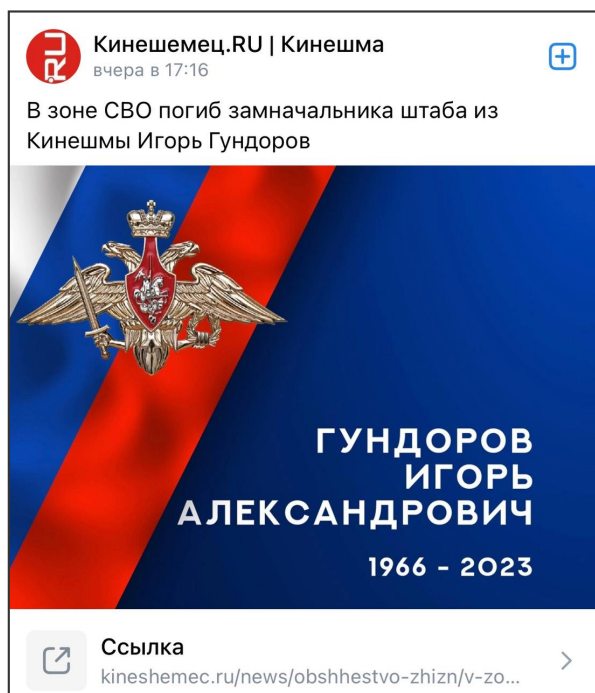 .RU
Кинешемец.RU | Кинешма
вчера в 17:16
В зоне СВО погиб замначальника штаба из
Кинешмы Игорь Гундоров
ГУНДОРОВ
ИГОРЬ
АЛЕКСАНДРОВИЧ
1966 - 2023
Ссылка
kineshemec.ru/news/obshhestvo-zhizn/v-zo...